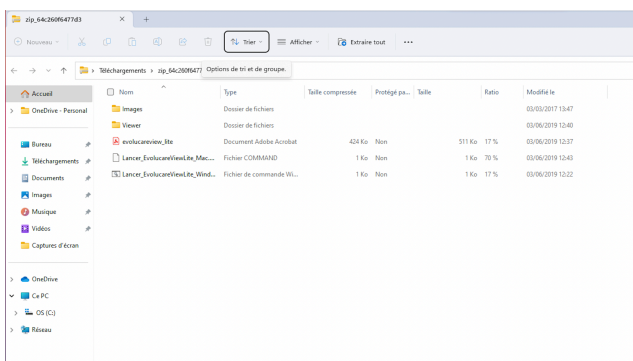 zip_64c260f6477d3
Nouveau
Trier
Afficher
Extraire tout
Téléchargements > zip_64c260f6477
Options de tri et de groupe.
Accueil
OneDrive - Personal
Bureau
Téléchargements
Documents
Images
Musique
Vidéos
Captures d'écran
OneDrive
Ce PC
OS (C:)
Réseau
Nom Type Taille compressée Protégé pa... Taille Ratio Modifié le
Images Dossier de fichiers 03/03/2017 13:47
Viewer Dossier de fichiers 03/06/2019 12:40
evolucareview_lite Document Adobe Acrobat 424 Ko Non 511 Ko 17 % 03/06/2019 12:37
Lancer_EvolucareViewLite_Mac.... Fichier COMMAND 1 Ko Non 1 Ko 70 % 03/06/2019 12:43
Lancer_EvolucareViewLite_Wind... Fichier de commande Wi... 1 Ko Non 1 Ko 17 % 03/06/2019 12:22